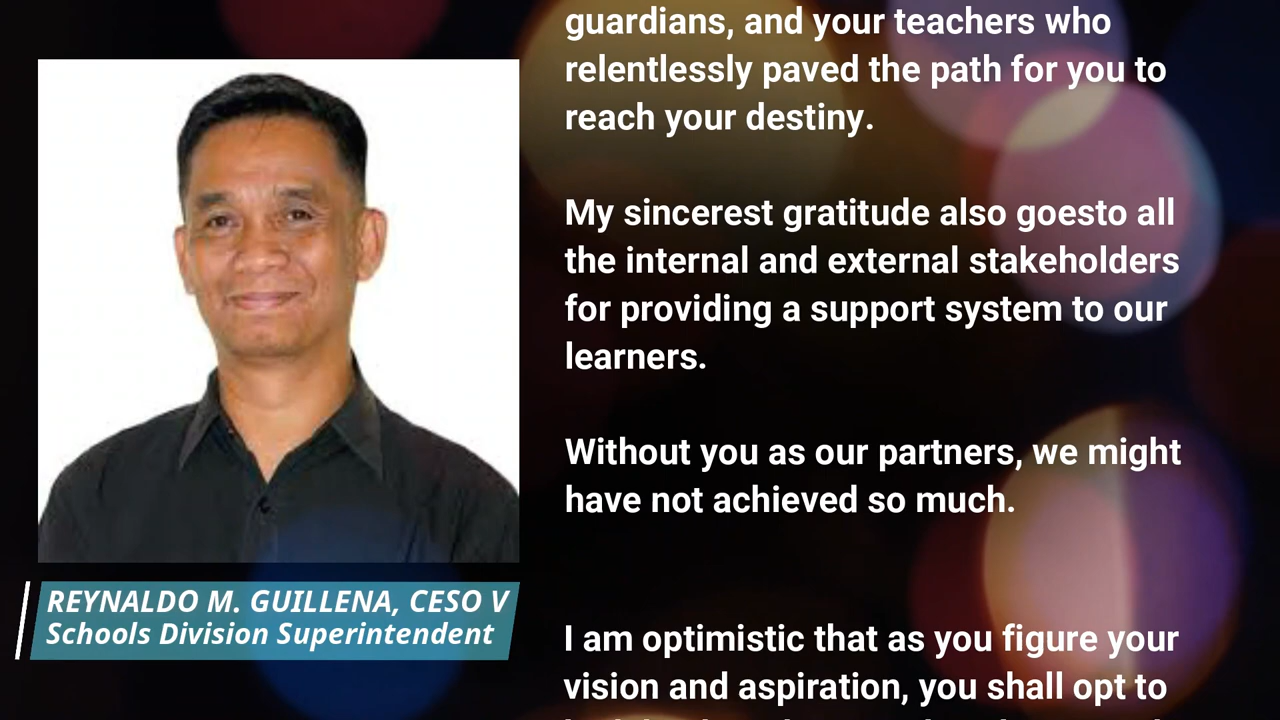 guardians, and your teachers who
relentlessly paved the path for you to
reach your destiny.
My sincerest gratitude also goesto all
the internal and external stakeholders
for providing a support system to our
learners.
Without you as our partners, we might
have not achieved so much.
I am optimistic that as you figure your
vision and aspiration, you shall opt to
REYNALDO M. GUILLENA, CESO V
Schools Division Superintendent